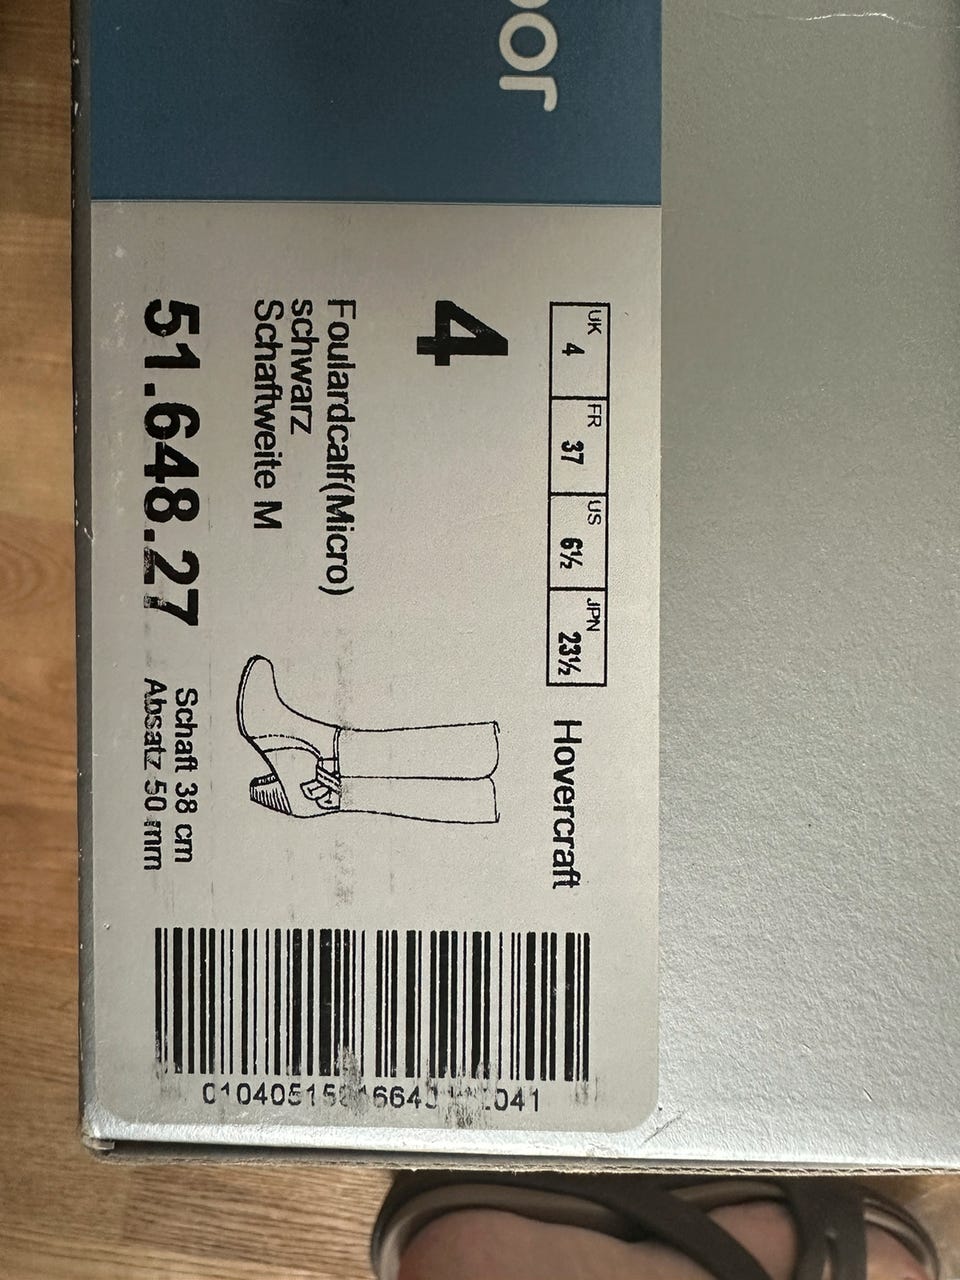 oor
UK FR US JPN
4 37 6½ 23½
Hovercraft
4
Foulardcalf(Micro)
schwarz
Schaftweite M
51.648.27
Schaft 38 cm
Absatz 50 mm